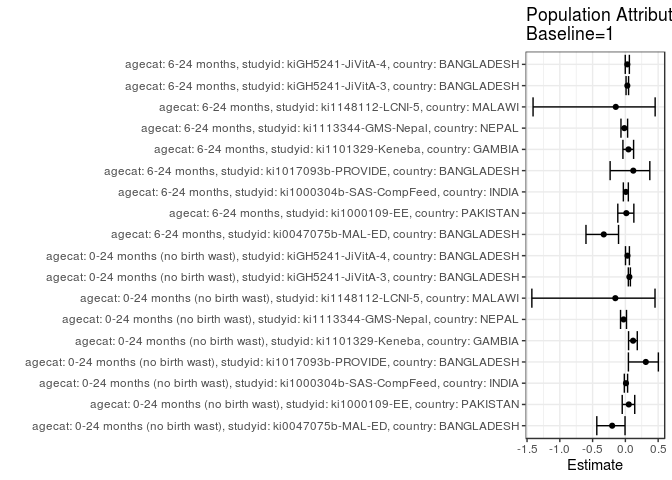 Population Attribut
Baseline=1
agecat: 6-24 months, studyid: kiGH5241-JiVitA-4, country: BANGLADESH
agecat: 6-24 months, studyid: kiGH5241-JiVitA-3, country: BANGLADESH
agecat: 6-24 months, studyid: ki1148112-LCNI-5, country: MALAWI
agecat: 6-24 months, studyid: ki1113344-GMS-Nepal, country: NEPAL
agecat: 6-24 months, studyid: ki1101329-Keneba, country: GAMBIA
agecat: 6-24 months, studyid: ki1017093b-PROVIDE, country: BANGLADESH
agecat: 6-24 months, studyid: ki1000304b-SAS-CompFeed, country: INDIA
agecat: 6-24 months, studyid: ki1000109-EE, country: PAKISTAN
agecat: 6-24 months, studyid: ki0047075b-MAL-ED, country: BANGLADESH
agecat: 0-24 months (no birth wast), studyid: kiGH5241-JiVitA-4, country: BANGLADESH
agecat: 0-24 months (no birth wast), studyid: kiGH5241-JiVitA-3, country: BANGLADESH
agecat: 0-24 months (no birth wast), studyid: ki1148112-LCNI-5, country: MALAWI
agecat: 0-24 months (no birth wast), studyid: ki1113344-GMS-Nepal, country: NEPAL
agecat: 0-24 months (no birth wast), studyid: ki1101329-Keneba, country: GAMBIA
agecat: 0-24 months (no birth wast), studyid: ki1017093b-PROVIDE, country: BANGLADESH
agecat: 0-24 months (no birth wast), studyid: ki1000304b-SAS-CompFeed, country: INDIA
agecat: 0-24 months (no birth wast), studyid: ki1000109-EE, country: PAKISTAN
agecat: 0-24 months (no birth wast), studyid: ki0047075b-MAL-ED, country: BANGLADESH
-1.5 -1.0 -0.5 0.0 0.5
Estimate